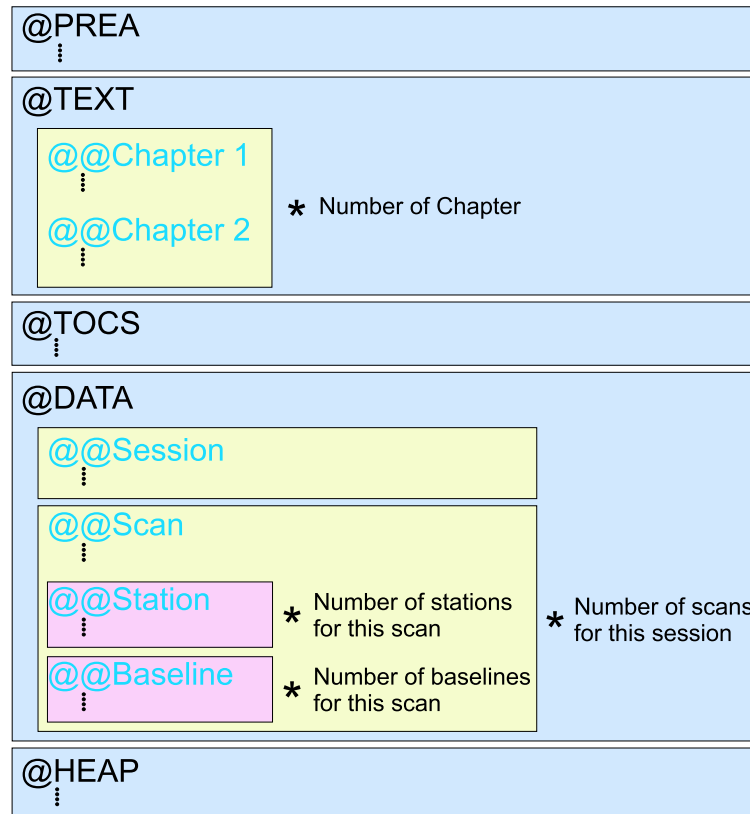 @PREA
@TEXT
@@Chapter 1
@@Chapter 2
* Number of Chapter
@TOCS
@DATA
@@Session
@@Scan
@@Station
* Number of stations
for this scan
@@Baseline
* Number of baselines
for this scan
* Number of scans
for this session
@HEAP